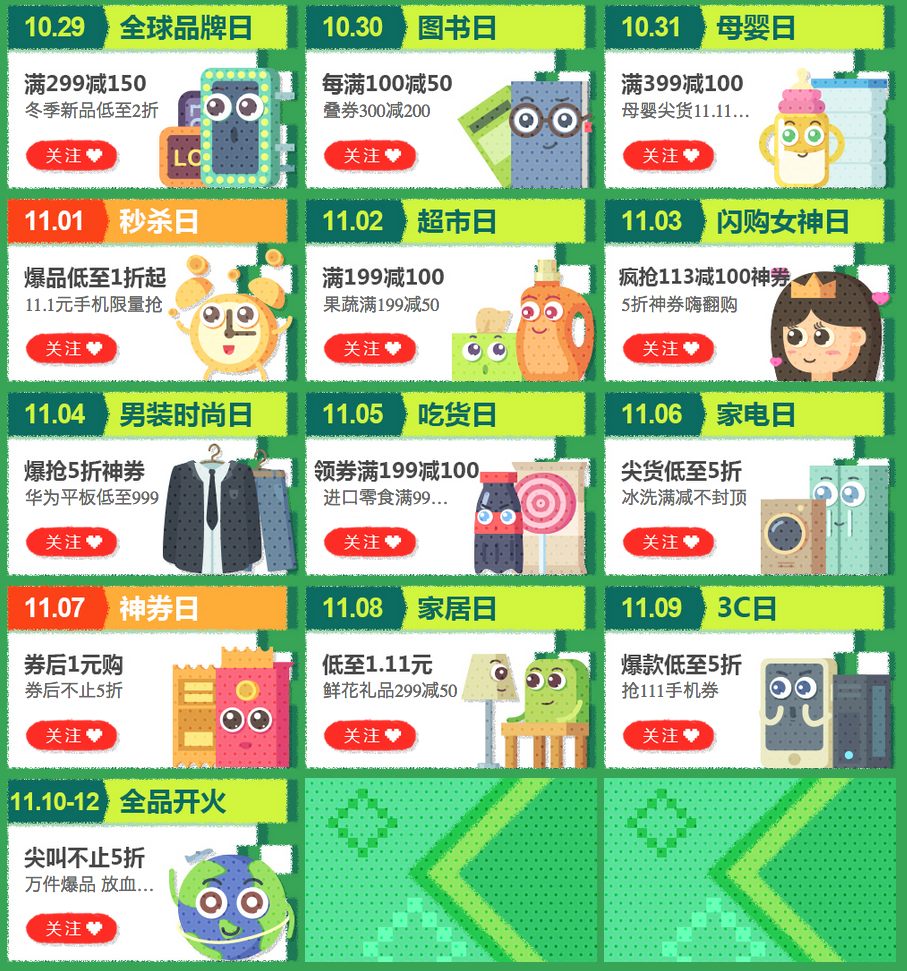 10.29 全球品牌日
满299减150
冬季新品低至2折
LO
关注
10.30 图书日
每满100减50
叠券300减200
关注
10.31 母婴日
满399减100
母婴尖货11.11...
关注
11.01 秒杀日
爆品低至1折起
11.1元手机限量抢
关注
11.02 超市日
满199减100
果蔬满199减50
关注
11.03 闪购女神日
疯抢113减100神券
5折神券嗨翻购
关注
11.04 男装时尚日
爆抢5折神券
华为平板低至999
关注
11.05 吃货日
领券满199减100
进口零食满99...
关注
11.06 家电日
尖货低至5折
冰洗满减不封顶
关注
11.07 神券日
券后1元购
券后不止5折
关注
11.08 家居日
低至1.11元
鲜花礼品299减50
关注
11.09 3C日
爆款低至5折
抢111手机券
关注
11.10-12 全品开火
尖叫不止5折
万件爆品 放血...
关注